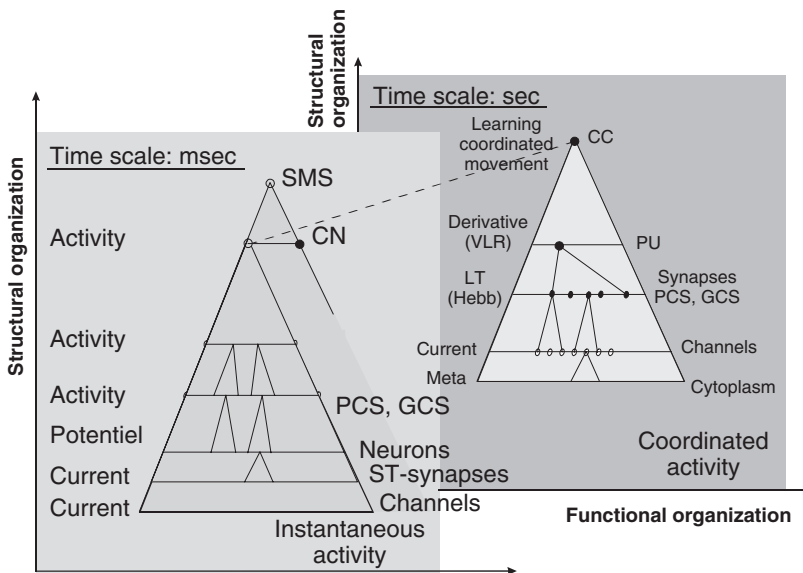 Structural organization
Time scale: msec
SMS
Activity
CN
Activity
Activity
PCS, GCS
Potentiel
Neurons
Current
ST-synapses
Current
Channels
Instantaneous
activity
Structural
organization
Time scale: sec
Learning
coordinated
movement
CC
Derivative
(VLR)
PU
LT
(Hebb)
Synapses
PCS, GCS
Current
Channels
Meta
Cytoplasm
Coordinated
activity
Functional organization